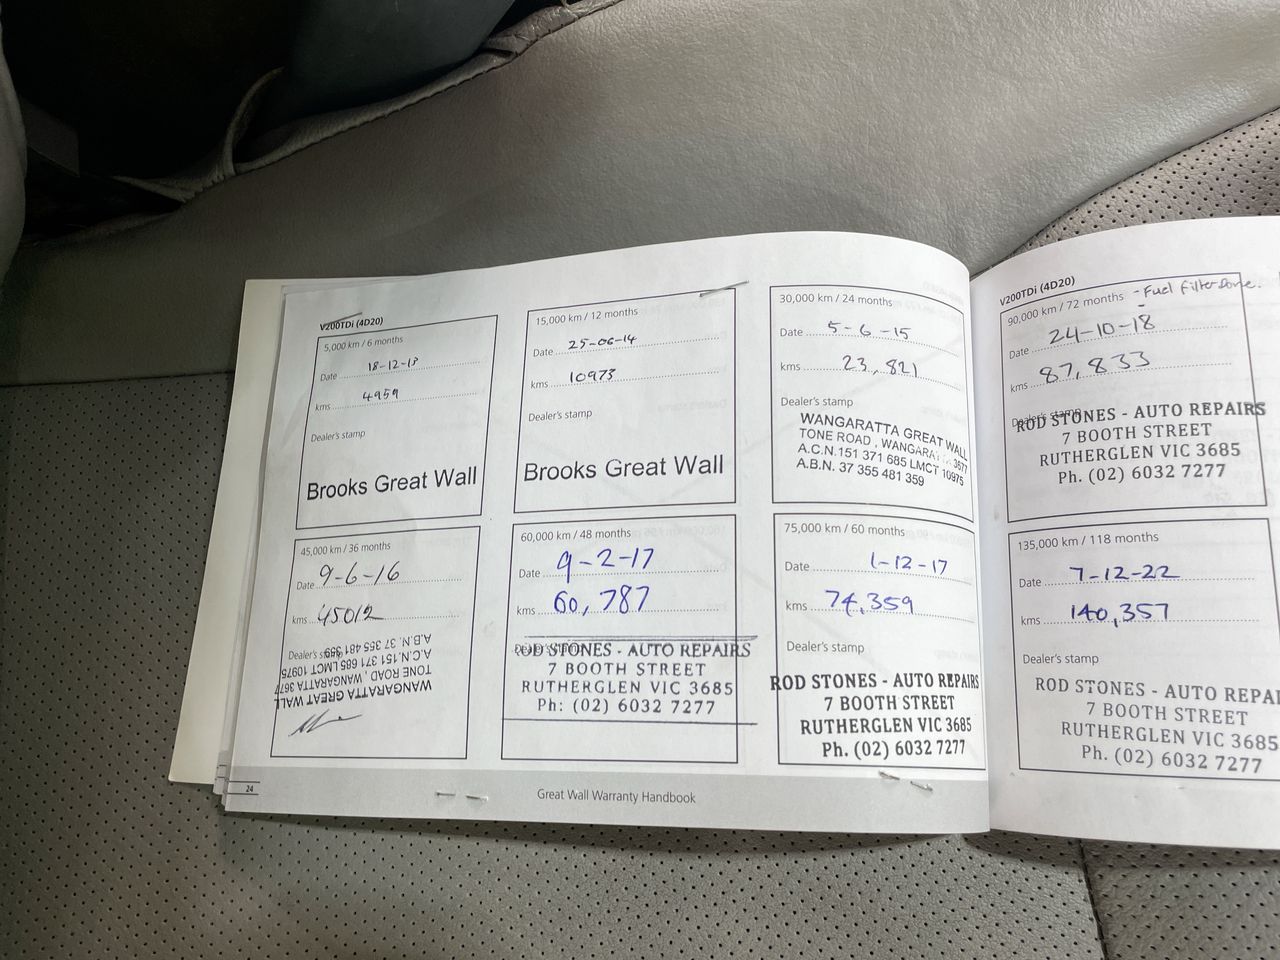 V200TDi (4D20)
5,000 km / 6 months
Date 18-12-13
kms 4959
Dealer's stamp
Brooks Great Wall
15,000 km / 12 months
Date 25-06-14
kms 10973
Dealer's stamp
Brooks Great Wall
30,000 km / 24 months
Date 5-6-15
kms 23,821
Dealer's stamp
WANGARATTA GREAT WALL
TONE ROAD, WANGARA 3677
A.C.N.151 371 685 LMCT 10975
A.B.N. 37 355 481 359
45,000 km / 36 months
Date 9-6-16
kms 45012
Dealer's stamp
WANGARATTA GREAT WALL
TONE ROAD, WANGARATTA 3677
A.C.N.151 371 685 LMCT 10975
A.B.N. 37 355 481 359
60,000 km / 48 months
Date 9-2-17
kms 60,787
Dealer's stamp
ROD STONES - AUTO REPAIRS
7 BOOTH STREET
RUTHERGLEN VIC 3685
Ph: (02) 6032 7277
75,000 km / 60 months
Date 1-12-17
kms 74,359
Dealer's stamp
ROD STONES - AUTO REPAIRS
7 BOOTH STREET
RUTHERGLEN VIC 3685
Ph. (02) 6032 7277
24
Great Wall Warranty Handbook
V200TDi (4D20)
90,000 km / 72 months - Fuel filter Done.
Date 24-10-18
kms 87,833
Dealer's stamp
ROD STONES - AUTO REPAIRS
7 BOOTH STREET
RUTHERGLEN VIC 3685
Ph. (02) 6032 7277
135,000 km / 118 months
Date 7-12-22
kms 140,357
Dealer's stamp
ROD STONES - AUTO REPAI
7 BOOTH STREET
RUTHERGLEN VIC 3685
Ph. (02) 6032 7277